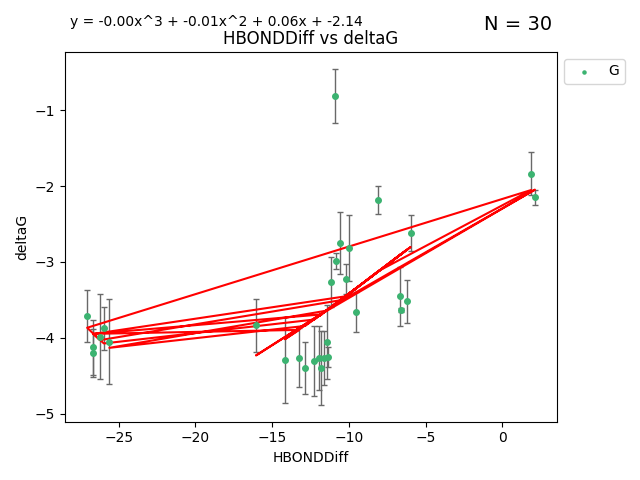 y = -0.00x^3 + -0.01x^2 + 0.06x + -2.14
N = 30
HBONDDiff vs deltaG
G
deltaG
−1
−2
−3
−4
−5
−25
−20
−15
−10
−5
0
HBONDDiff